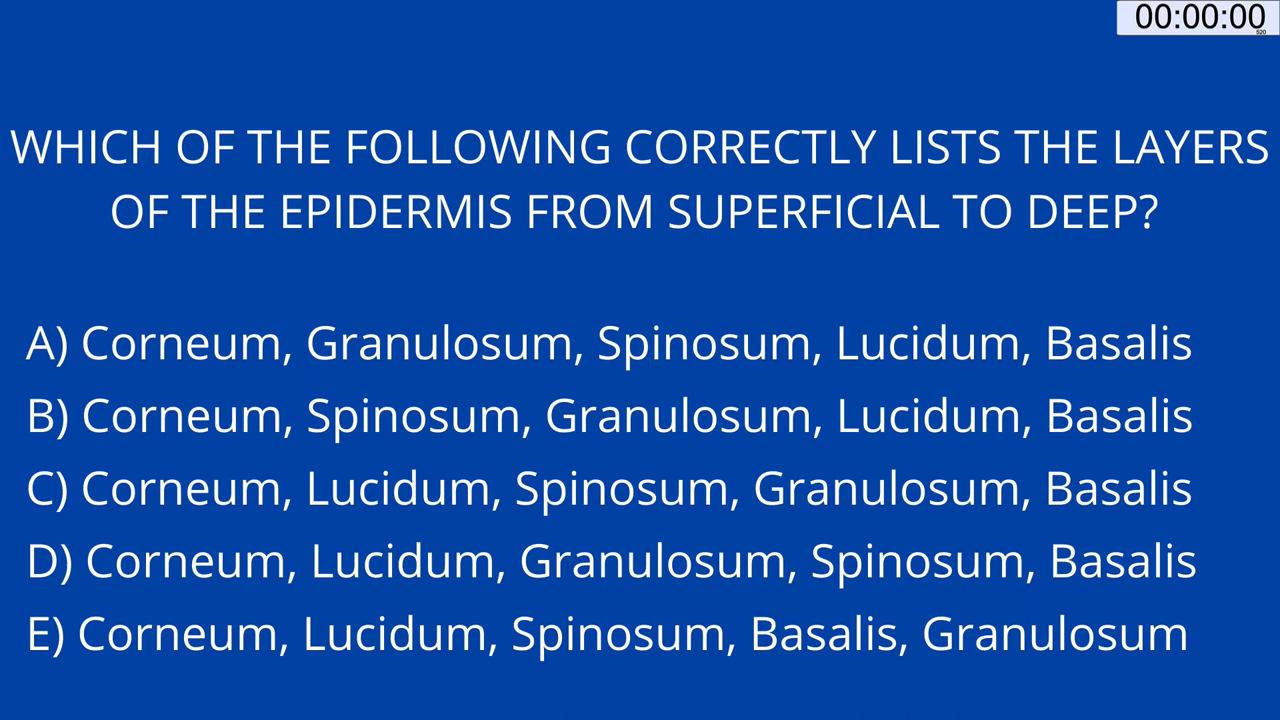 00:00:00
520
WHICH OF THE FOLLOWING CORRECTLY LISTS THE LAYERS
OF THE EPIDERMIS FROM SUPERFICIAL TO DEEP?
A) Corneum, Granulosum, Spinosum, Lucidum, Basalis
B) Corneum, Spinosum, Granulosum, Lucidum, Basalis
C) Corneum, Lucidum, Spinosum, Granulosum, Basalis
D) Corneum, Lucidum, Granulosum, Spinosum, Basalis
E) Corneum, Lucidum, Spinosum, Basalis, Granulosum